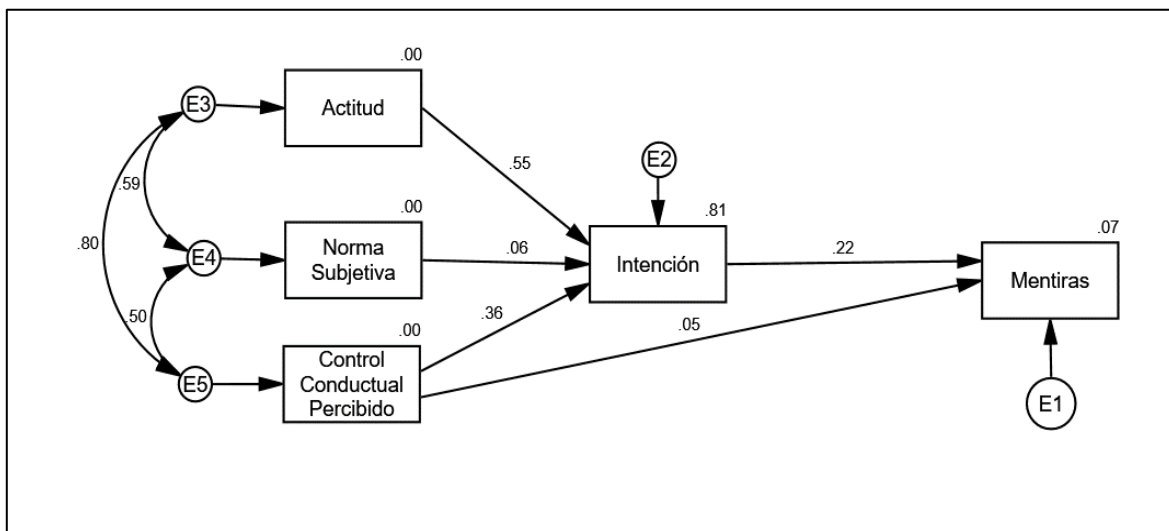 .00
E3
Actitud
.55
.59
E2
.00
.81
.07
.80
E4
Norma
Subjetiva
.06
Intención
.22
Mentiras
.50
.36
.00
.05
E5
Control
Conductual
Percibido
E1